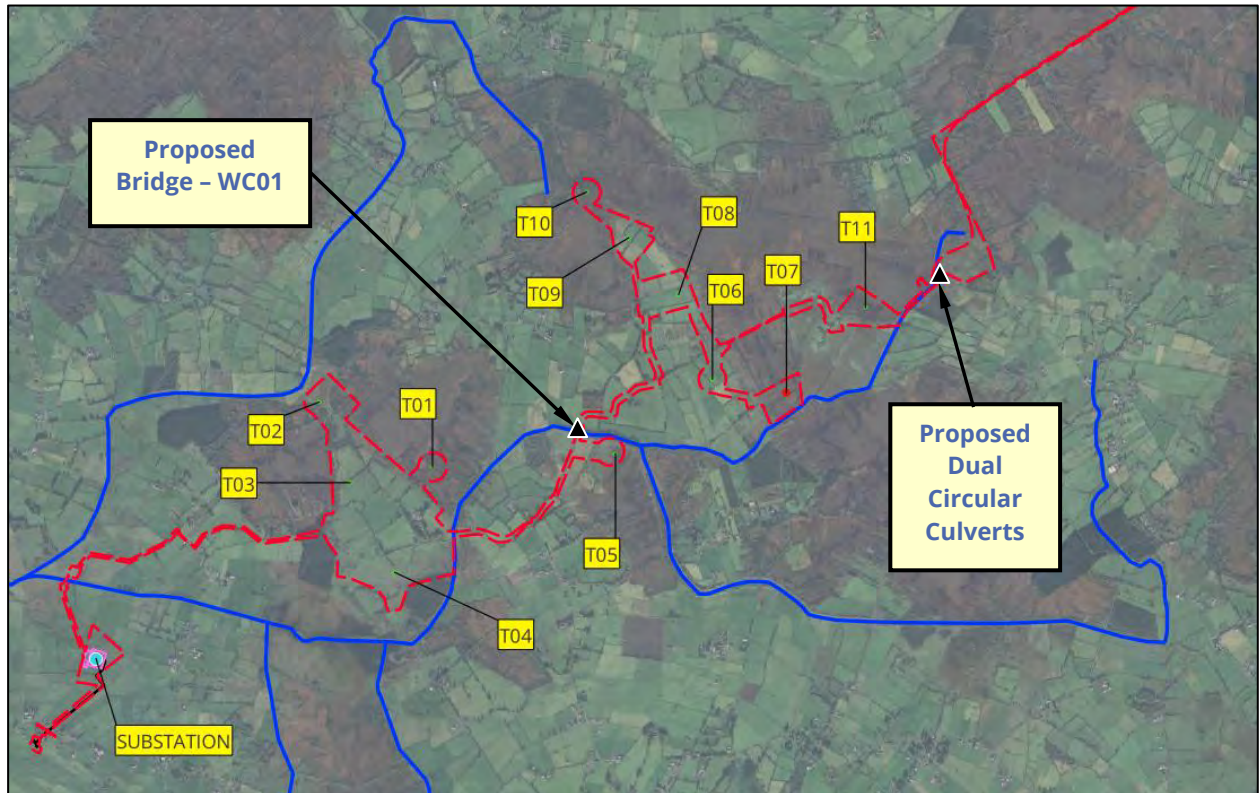 Proposed
Bridge – WC01
T10
T08
T11
T09
T06
T07
T02
T01
T03
T05
T04
Proposed
Dual
Circular
Culverts
SUBSTATION